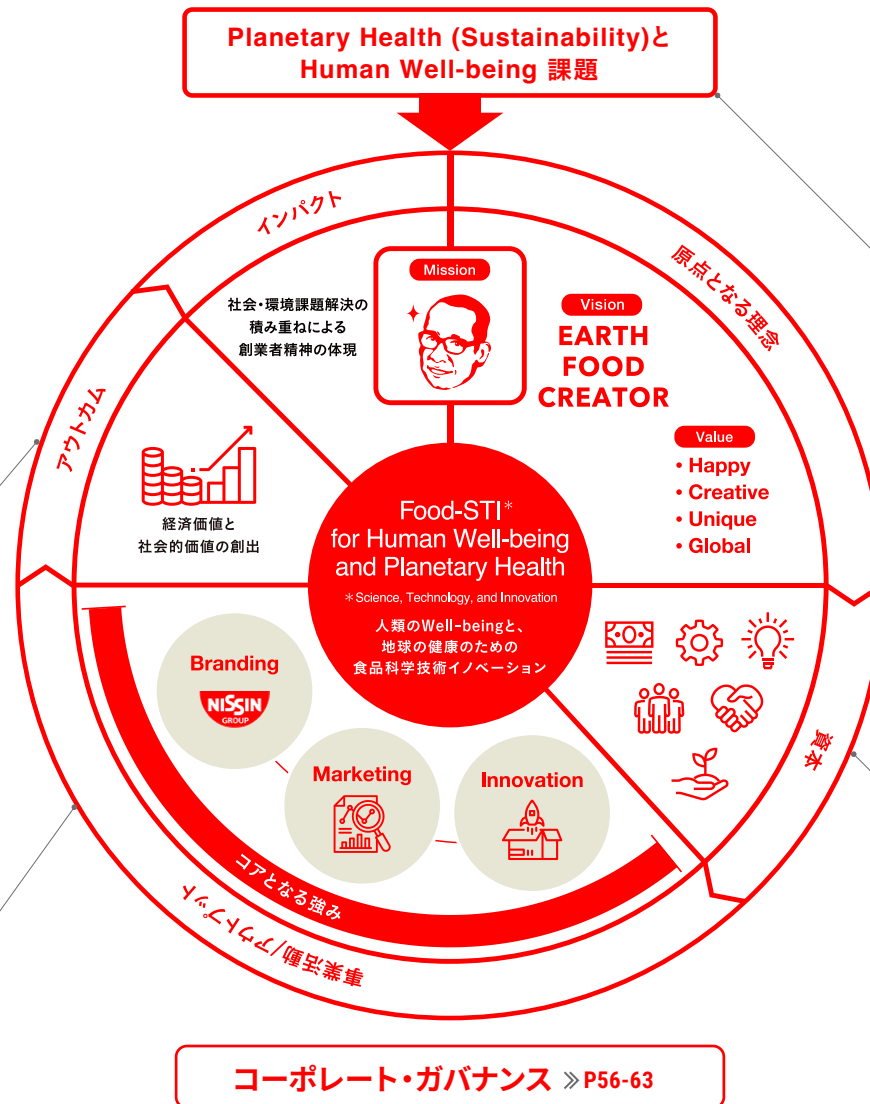 Planetary Health (Sustainability)と
Human Well-being 課題
インパクト
原点となる理念
Mission
社会・環境課題解決の
積み重ねによる
創業者精神の体現
Vision
EARTH
FOOD
CREATOR
Value
• Happy
• Creative
• Unique
• Global
アウトカム
経済価値と
社会的価値の創出
Food-STI*
for Human Well-being
and Planetary Health
*Science, Technology, and Innovation
人類のWell-beingと、
地球の健康のための
食品科学技術イノベーション
資本
Branding
NISSIN
GROUP
Marketing
Innovation
コアとなる強み
事業活動/アウトプット
コーポレート・ガバナンス ≫ P56-63